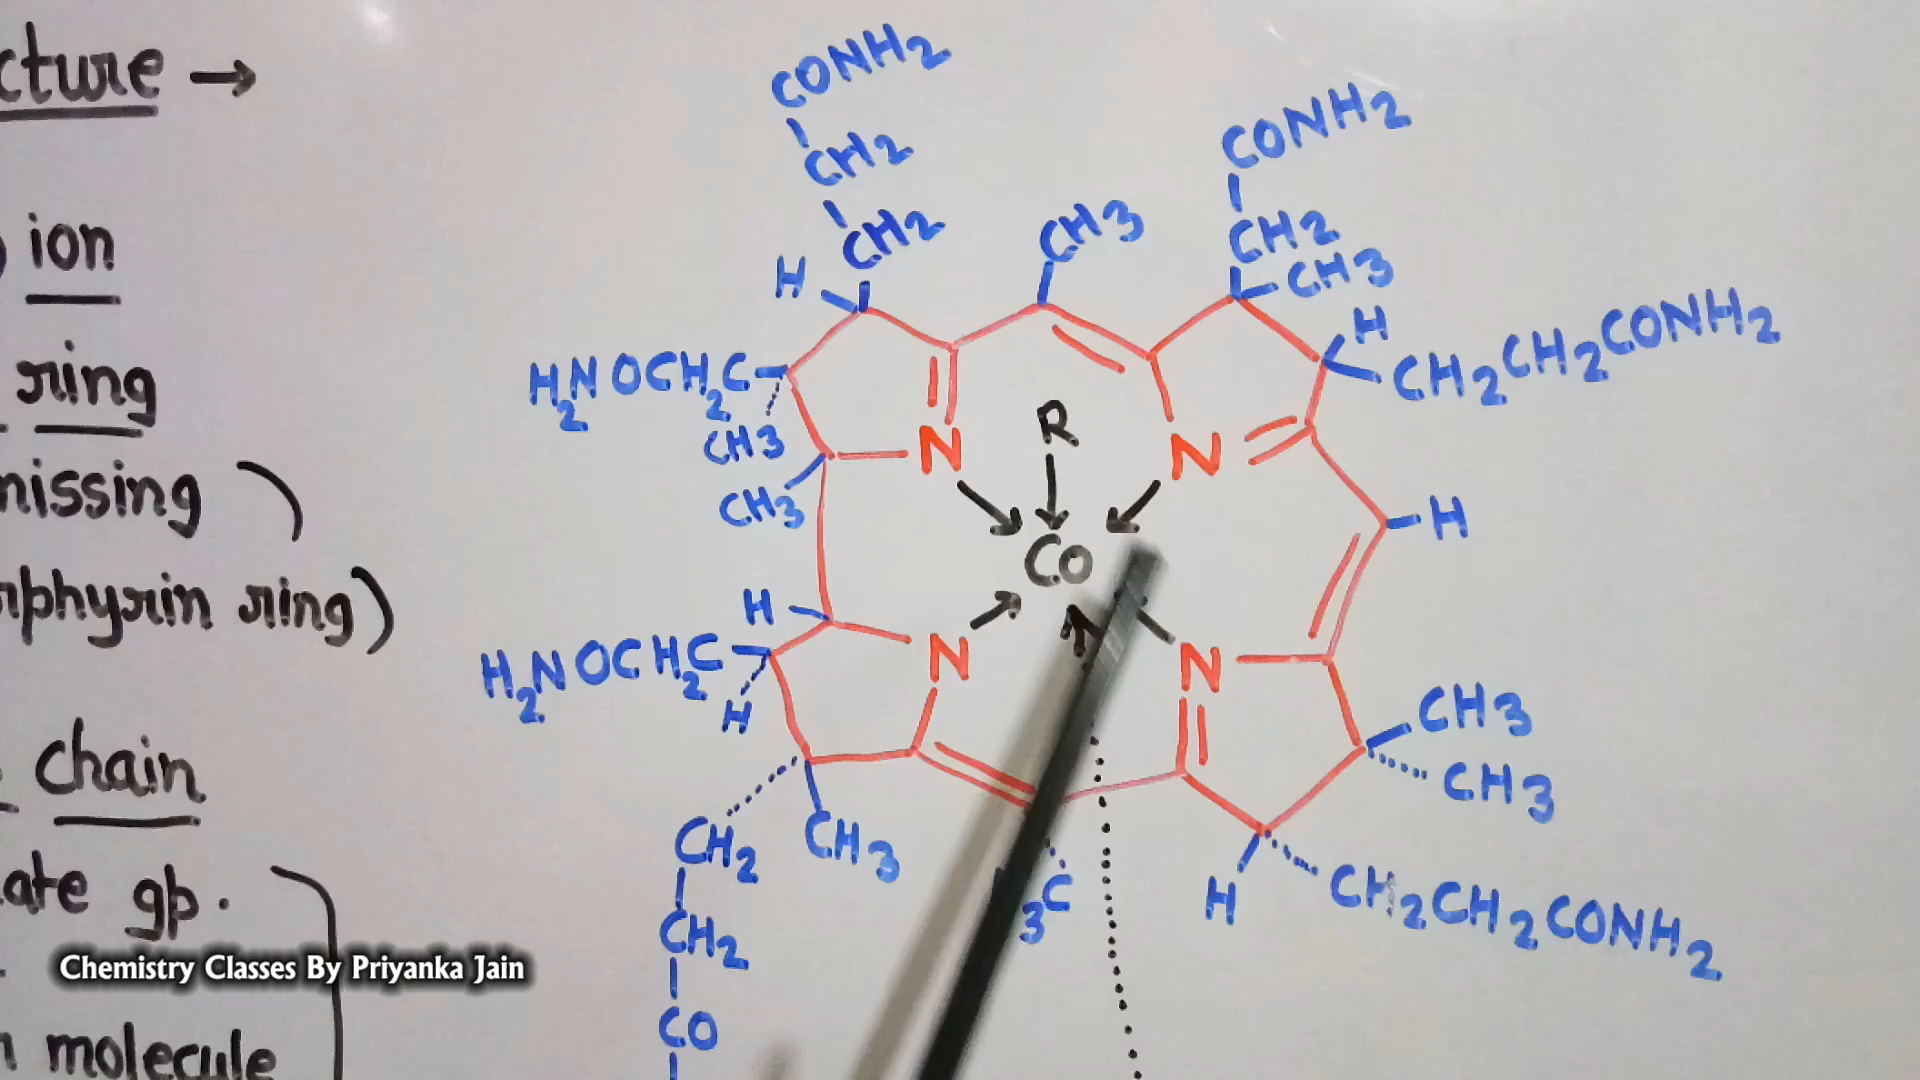 cture →
ion
ring
missing )
rphyrin ring)
chain
ate gp.
molecule
CONH2
CH2
CH2
H
CH3
CONH2
CH2
CH3
H
CH2CH2CONH2
H2NOCH2C
CH3
CH3
N
R
N
Co
H
H
H2NOCH2C
H
N
N
CH3
CH3
CH2
CH3
CH2
CO
3C
H
CH2CH2CONH2
Chemistry Classes By Priyanka Jain